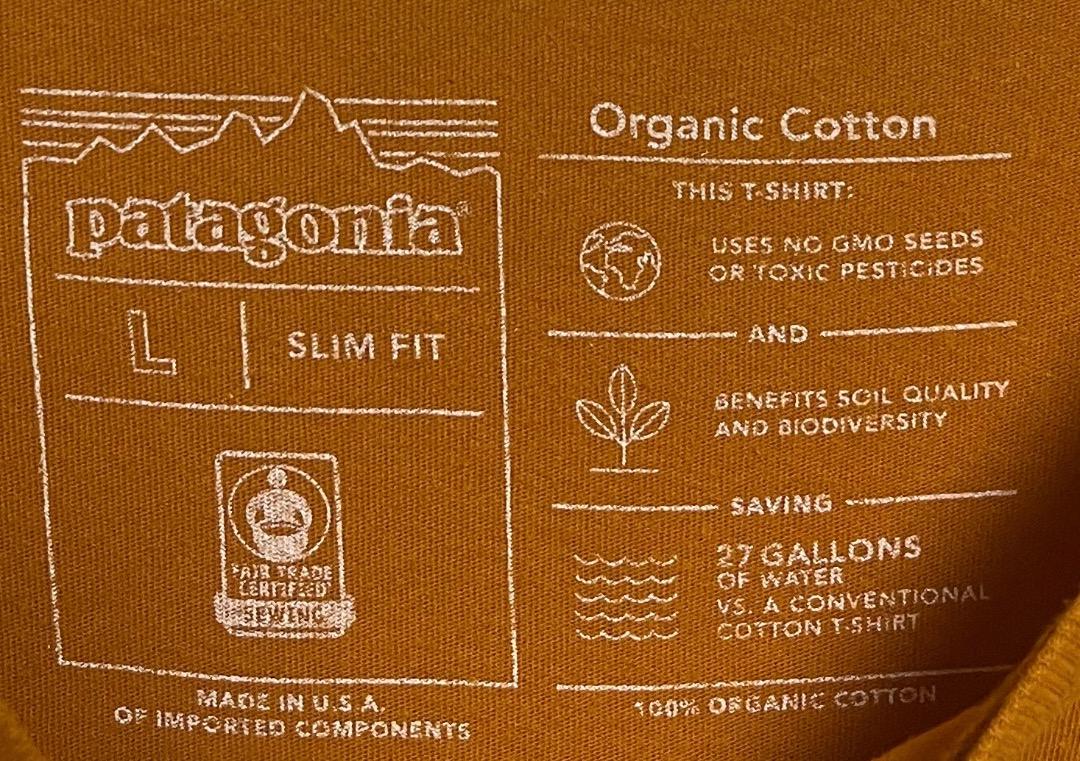 patagonia®
L | SLIM FIT
FAIR TRADE
CERTIFIED
SEWING
MADE IN U.S.A.
OF IMPORTED COMPONENTS
Organic Cotton
THIS T-SHIRT:
USES NO GMO SEEDS
OR TOXIC PESTICIDES
AND
BENEFITS SOIL QUALITY
AND BIODIVERSITY
SAVING
27 GALLONS
OF WATER
VS. A CONVENTIONAL
COTTON T-SHIRT
100% ORGANIC COTTON